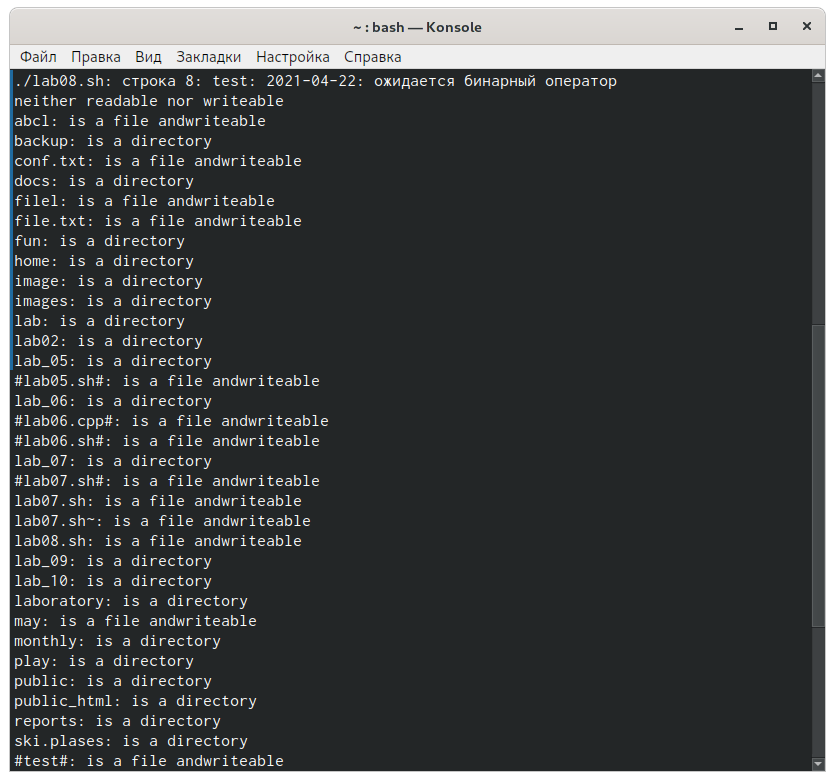 ~ : bash — Konsole
Файл Правка Вид Закладки Настройка Справка
./lab08.sh: строка 8: test: 2021-04-22: ожидается бинарный оператор
neither readable nor writeable
abcl: is a file andwriteable
backup: is a directory
conf.txt: is a file andwriteable
docs: is a directory
filel: is a file andwriteable
file.txt: is a file andwriteable
fun: is a directory
home: is a directory
image: is a directory
images: is a directory
lab: is a directory
lab02: is a directory
lab_05: is a directory
#lab05.sh#: is a file andwriteable
lab_06: is a directory
#lab06.cpp#: is a file andwriteable
#lab06.sh#: is a file andwriteable
lab_07: is a directory
#lab07.sh#: is a file andwriteable
lab07.sh: is a file andwriteable
lab07.sh~: is a file andwriteable
lab08.sh: is a file andwriteable
lab_09: is a directory
lab_10: is a directory
laboratory: is a directory
may: is a file andwriteable
monthly: is a directory
play: is a directory
public: is a directory
public_html: is a directory
reports: is a directory
ski.plases: is a directory
#test#: is a file andwriteable